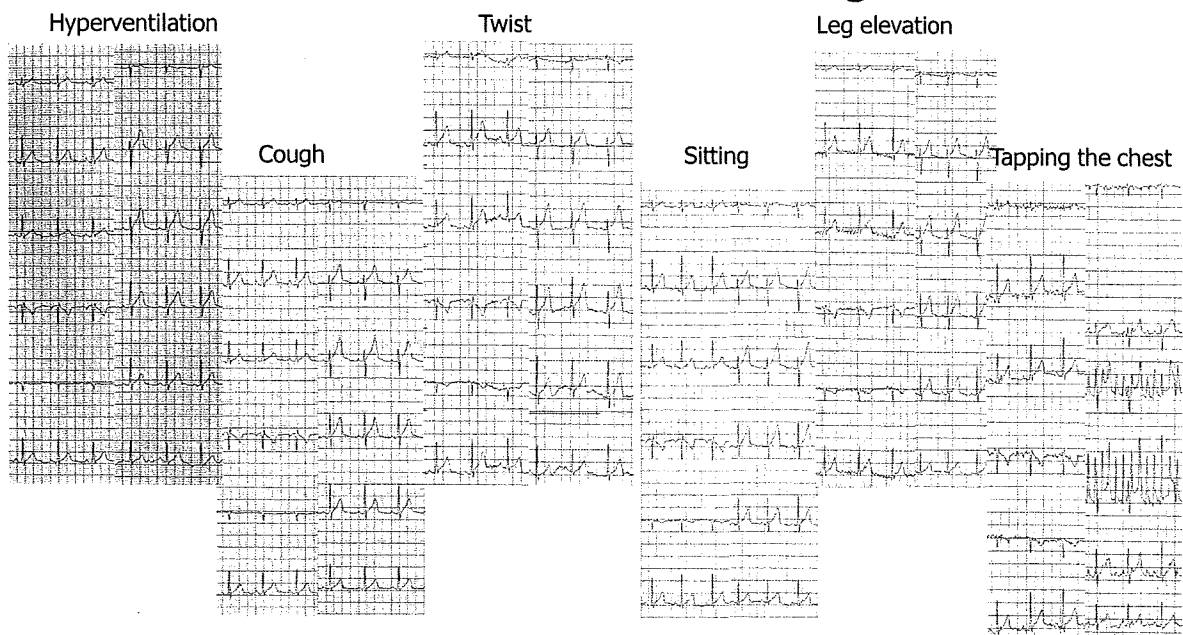 Hyperventilation
Cough
Twist
Sitting
Leg elevation
Tapping the chest